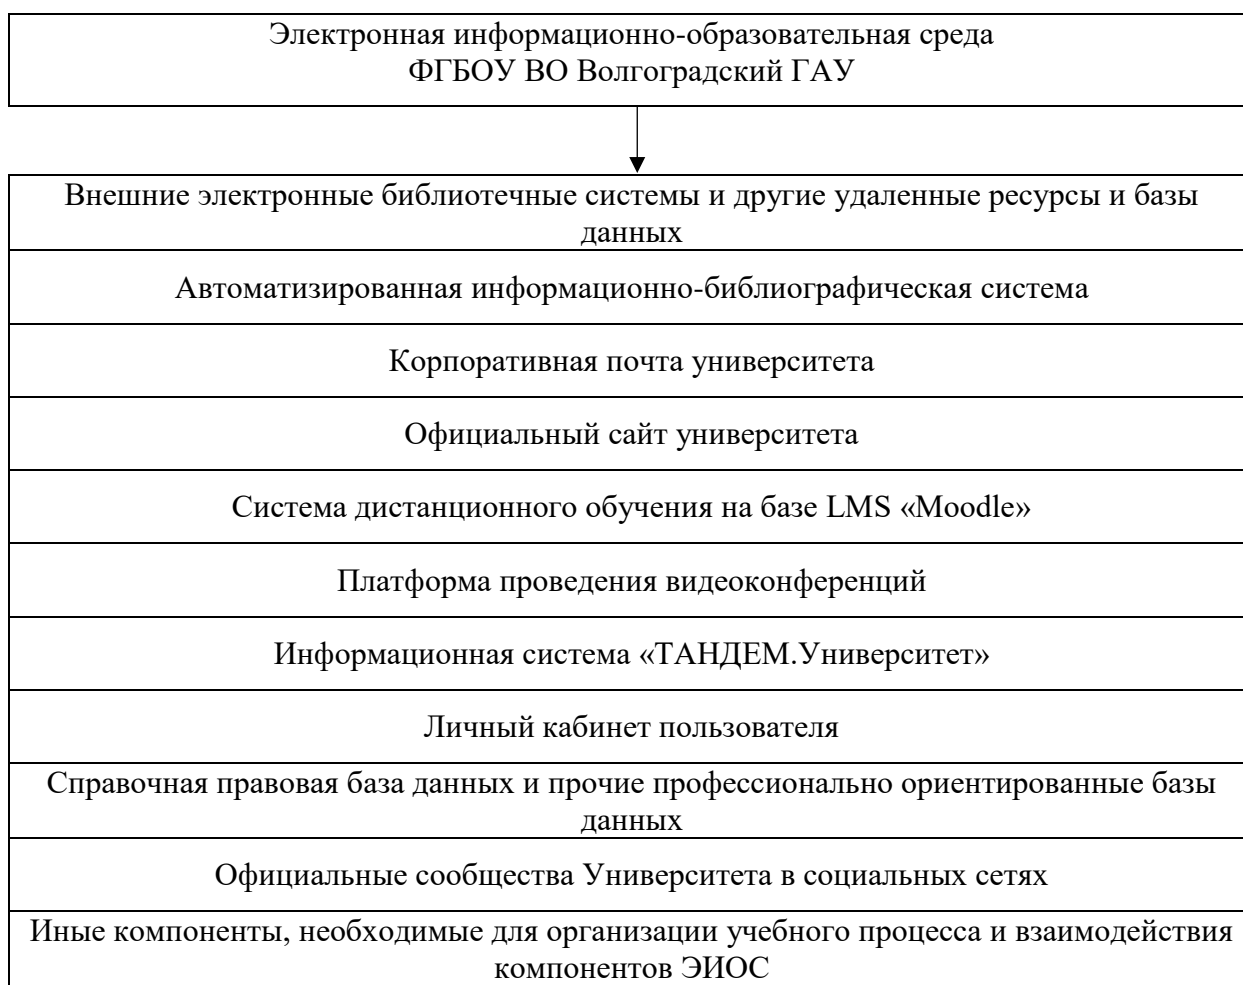 Электронная информационно-образовательная среда
ФГБОУ ВО Волгоградский ГАУ
Внешние электронные библиотечные системы и другие удаленные ресурсы и базы
данных
Автоматизированная информационно-библиографическая система
Корпоративная почта университета
Официальный сайт университета
Система дистанционного обучения на базе LMS «Moodle»
Платформа проведения видеоконференций
Информационная система «ТАНДЕМ.Университет»
Личный кабинет пользователя
Справочная правовая база данных и прочие профессионально ориентированные базы
данных
Официальные сообщества Университета в социальных сетях
Иные компоненты, необходимые для организации учебного процесса и взаимодействия
компонентов ЭИОС